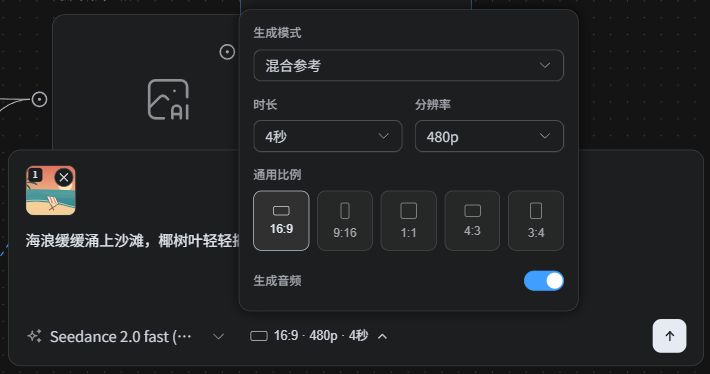 生成模式
混合参考
时长
分辨率
4秒
480p
通用比例
16:9
9:16
1:1
4:3
3:4
生成音频
AI
1
海浪缓缓涌上沙滩，椰树叶轻轻
Seedance 2.0 fast (⋯
16:9 · 480p · 4秒